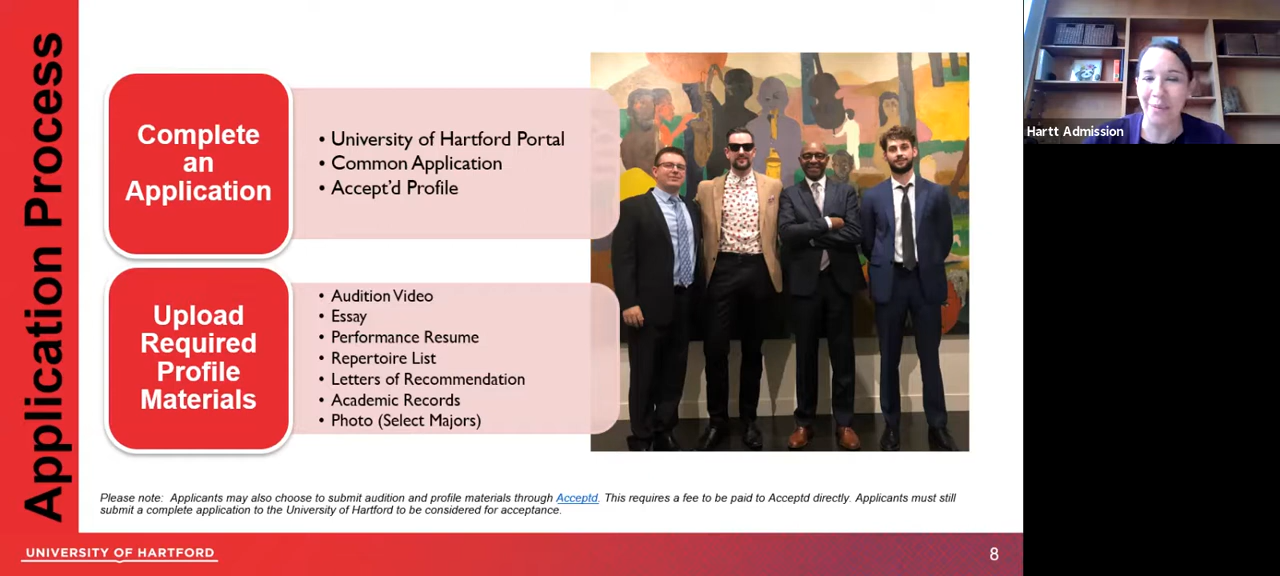 Application Process
Complete
an
Application
• University of Hartford Portal
• Common Application
• Accept'd Profile
Upload
Required
Profile
Materials
• Audition Video
• Essay
• Performance Resume
• Repertoire List
• Letters of Recommendation
• Academic Records
• Photo (Select Majors)
Please note:  Applicants may also choose to submit audition and profile materials through Acceptd. This requires a fee to be paid to Acceptd directly. Applicants must still
submit a complete application to the University of Hartford to be considered for acceptance.
UNIVERSITY OF HARTFORD
8
Hartt Admission